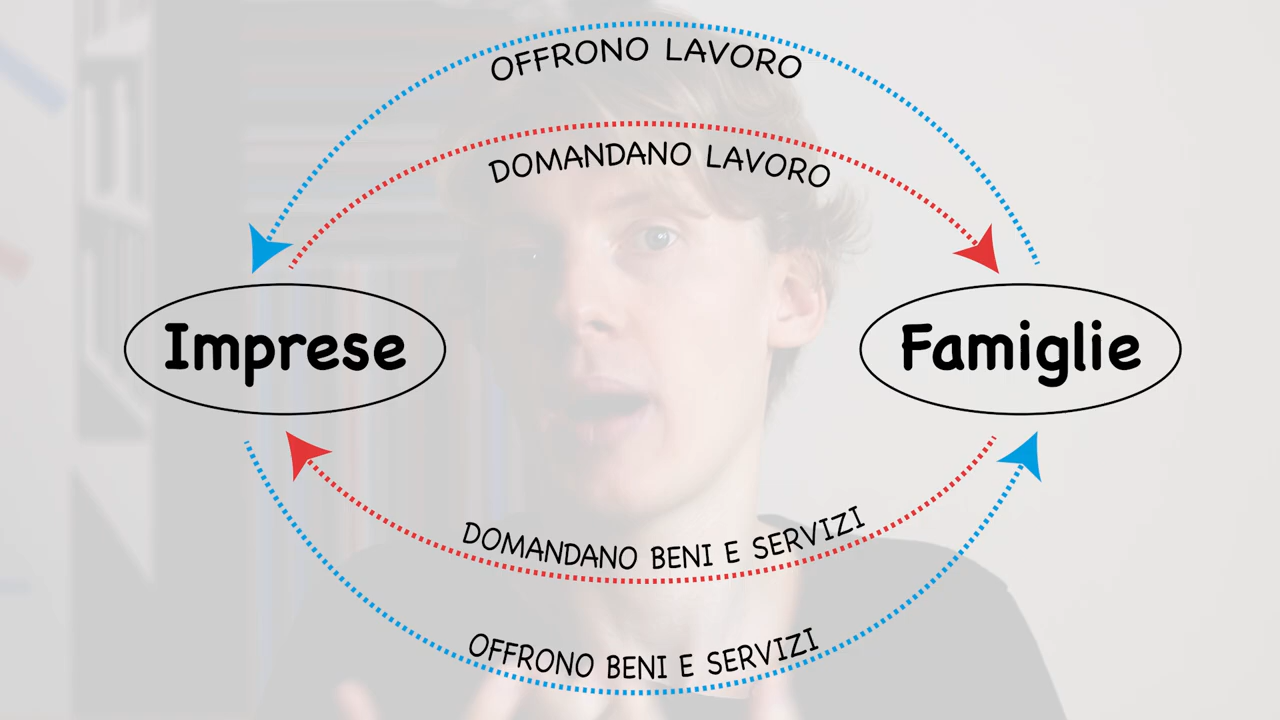 OFFRONO LAVORO
DOMANDANO LAVORO
Imprese
Famiglie
DOMANDANO BENI E SERVIZI
OFFRONO BENI E SERVIZI